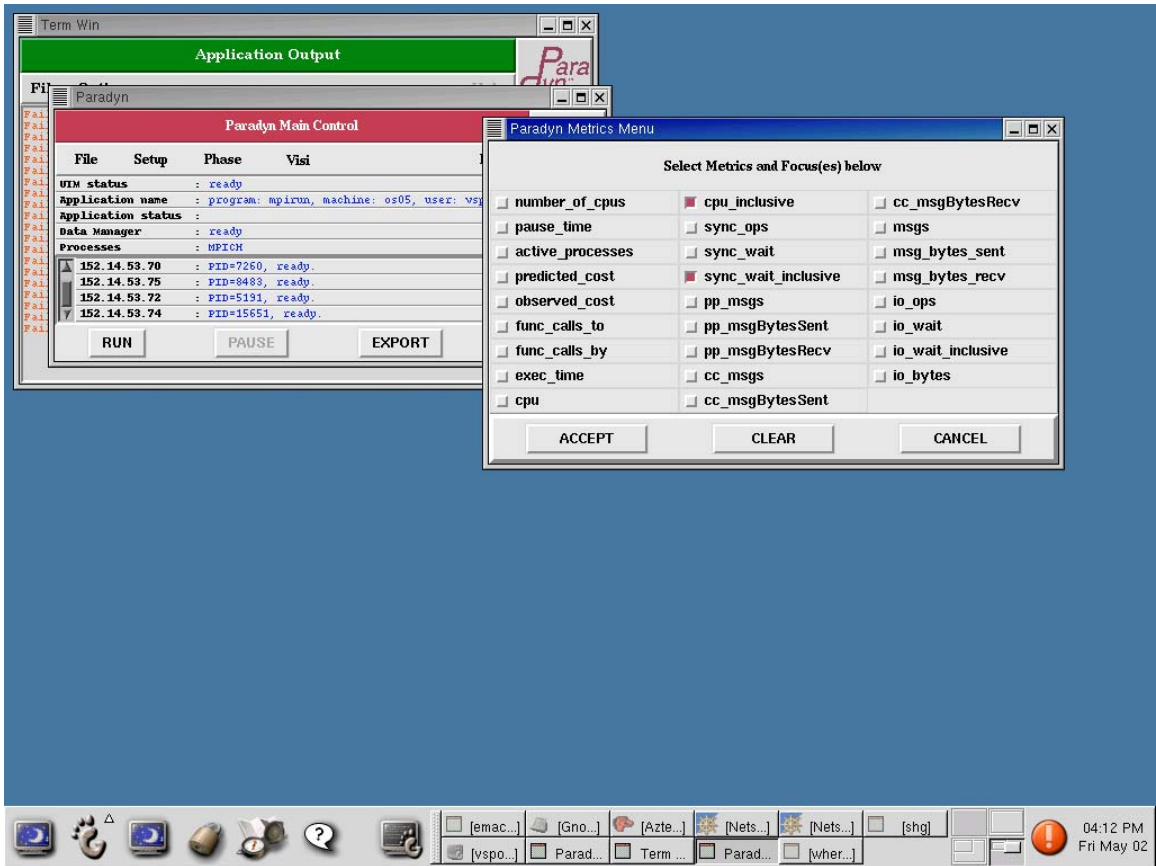 Term Win
Application Output
Paradyn
Paradyn
Paradyn Main Control
File Setup Phase Visi
UIM status : ready
Application name : program: mpirun, machine: os05, user: vsp
Application status :
Data Manager : ready
Processes : MPICH
152.14.53.70 : PID=7260, ready.
152.14.53.75 : PID=8483, ready.
152.14.53.72 : PID=5191, ready.
152.14.53.74 : PID=15651, ready.
RUN PAUSE EXPORT
Paradyn Metrics Menu
Select Metrics and Focus(es) below
number_of_cpus cpu_inclusive cc_msgBytesRecv
pause_time sync_ops msgs
active_processes sync_wait msg_bytes_sent
predicted_cost sync_wait_inclusive msg_bytes_recv
observed_cost pp_msgs io_ops
func_calls_to pp_msgBytesSent io_wait
func_calls_by pp_msgBytesRecv io_wait_inclusive
exec_time cc_msgs io_bytes
cpu cc_msgBytesSent
ACCEPT CLEAR CANCEL
[emac...] [Gno...] [Azte...] [Nets...] [Nets...] [shg]
[vspo...] Parad... Term ... Parad... [wher...]
04:12 PM
Fri May 02